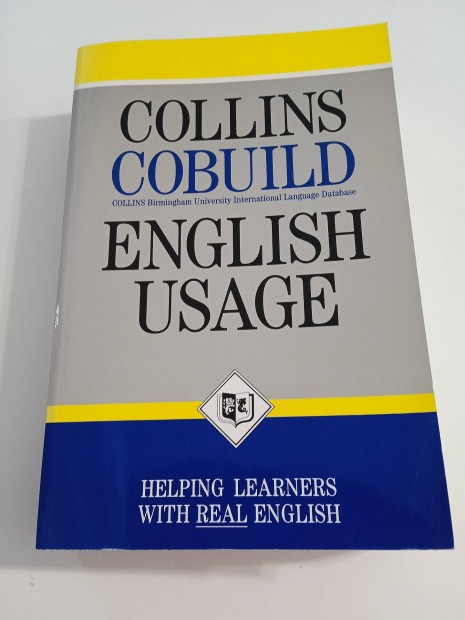 COLLINS
COBUILD
COLLINS Birmingham University International Language Database
ENGLISH
USAGE
HELPING LEARNERS
WITH REAL ENGLISH